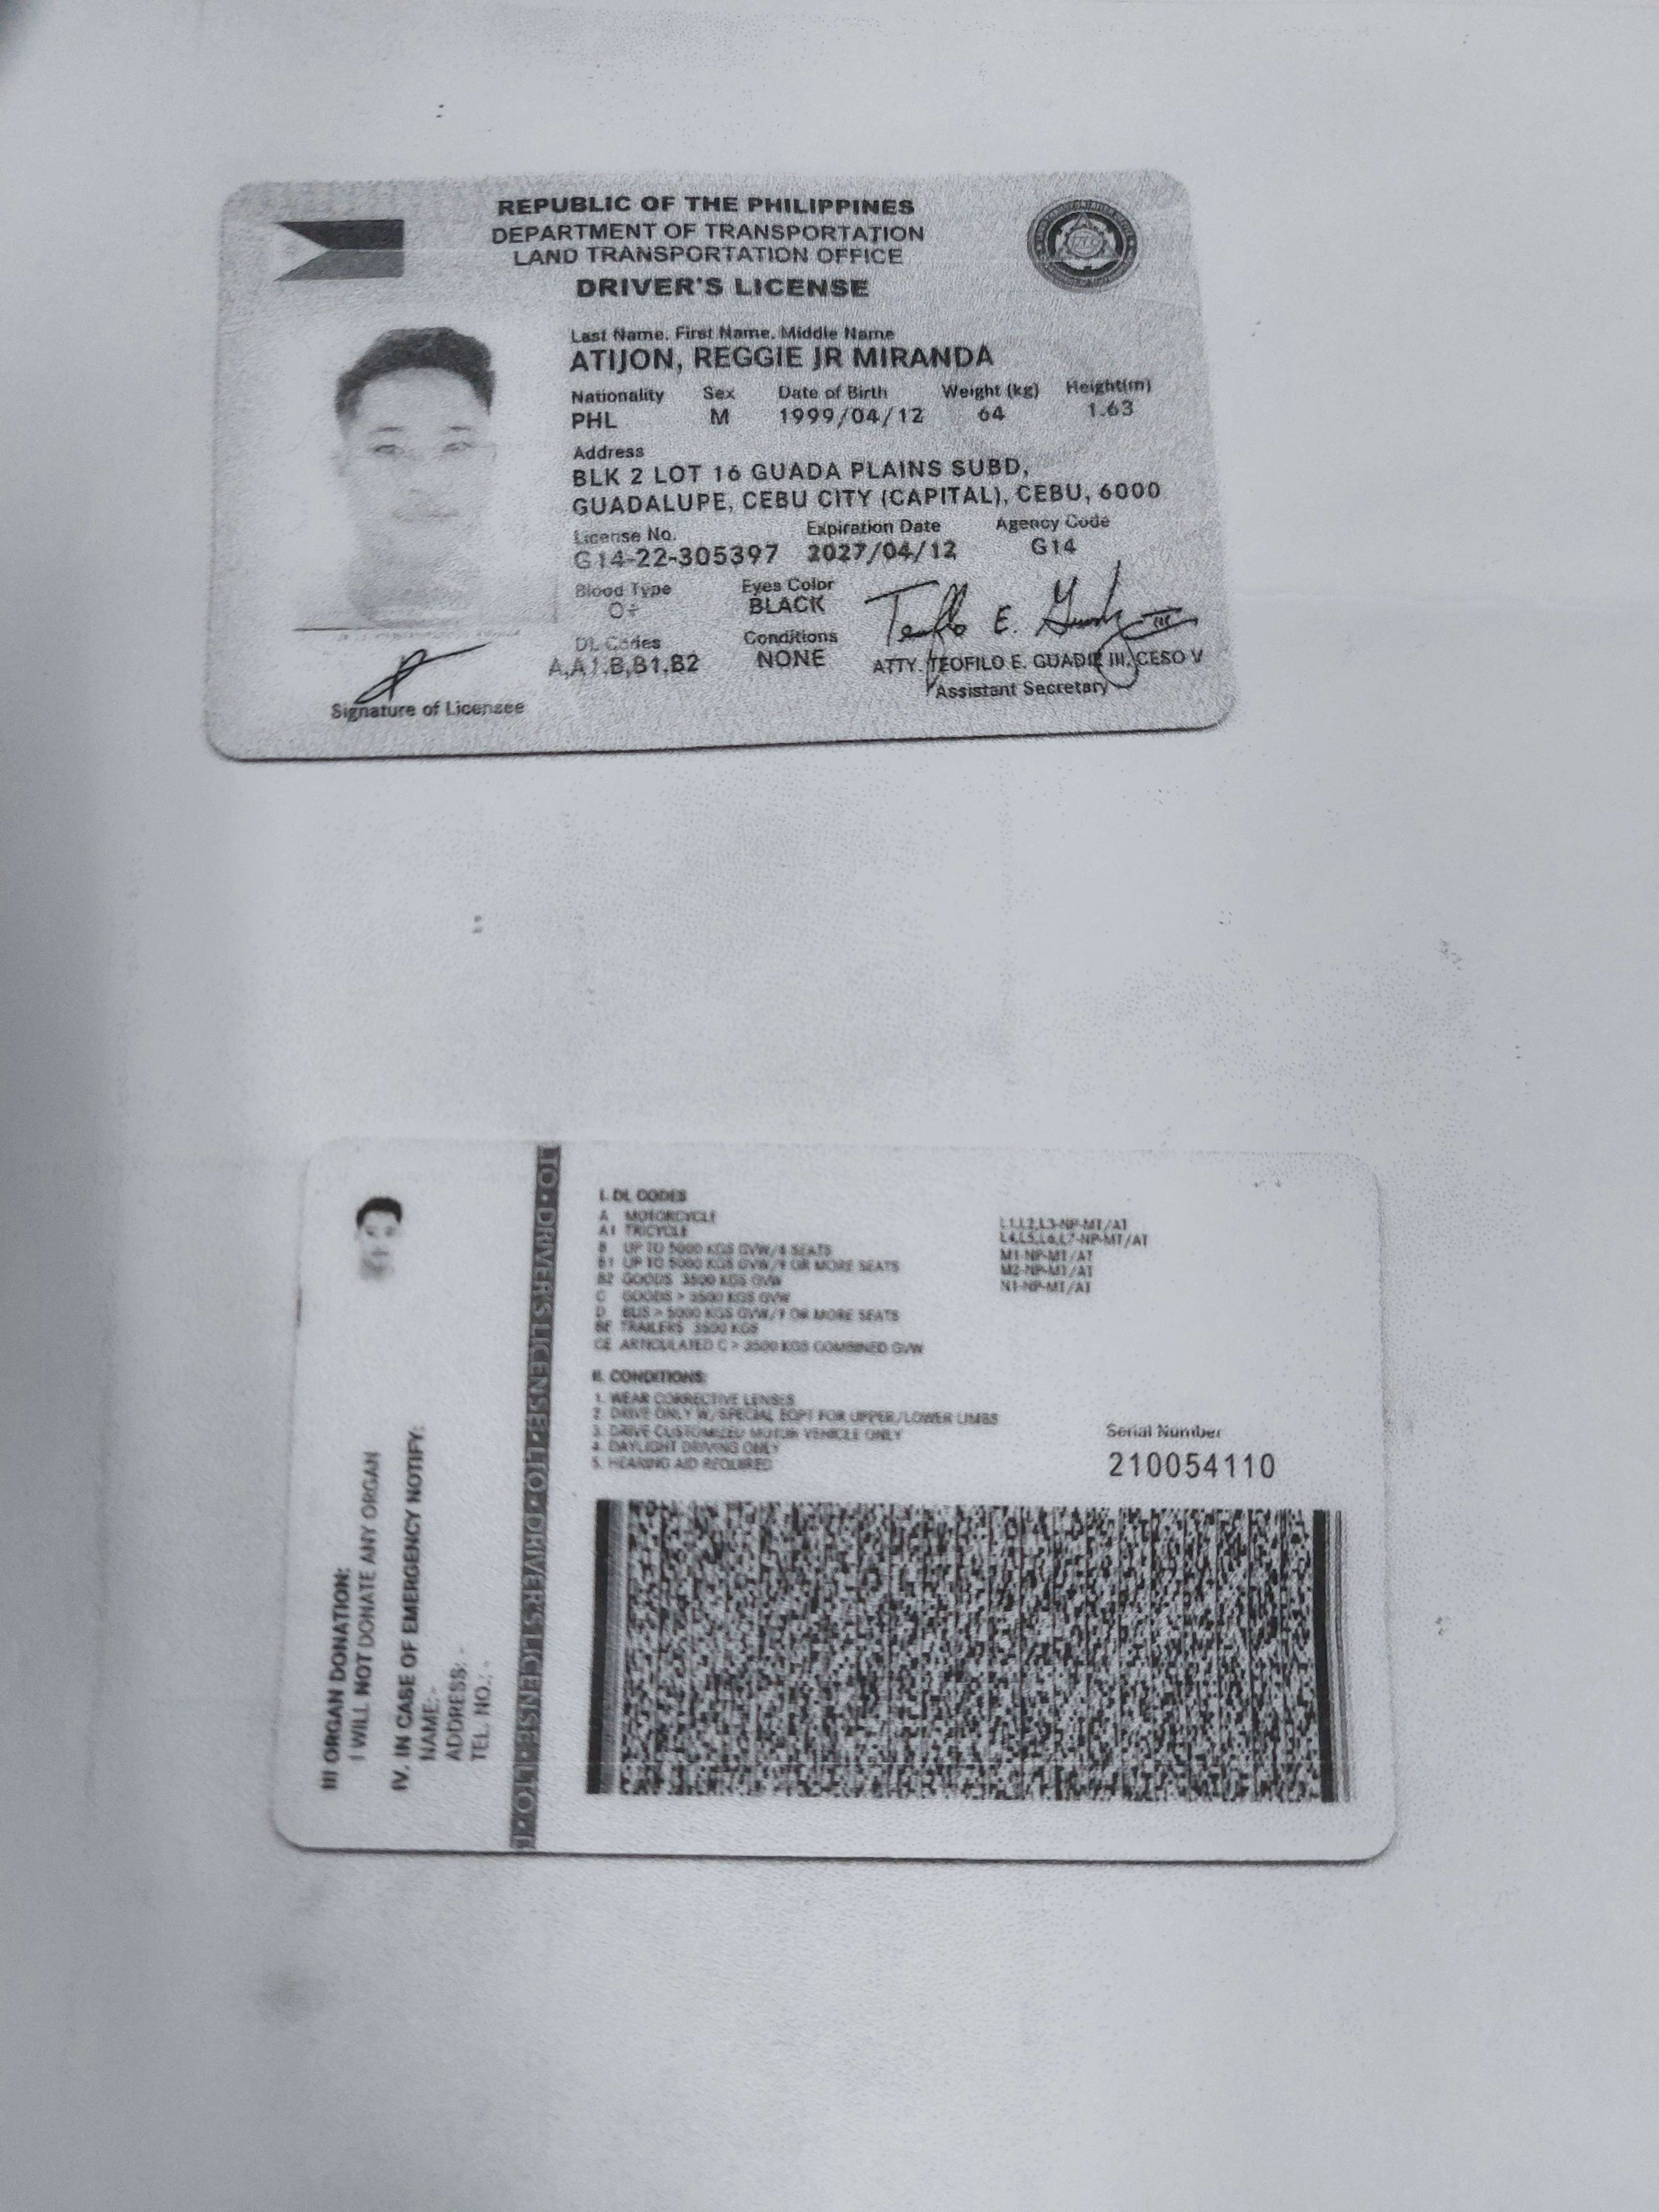 REPUBLIC OF THE PHILIPPINES
DEPARTMENT OF TRANSPORTATION
LAND TRANSPORTATION OFFICE
DRIVER'S LICENSE
Last Name, First Name, Middle Name
ATIJON, REGGIE JR MIRANDA
Nationality Sex Date of Birth Weight (kg) Height(m)
PHL M 1999/04/12 64 1.63
Address
BLK 2 LOT 16 GUADA PLAINS SUBD,
GUADALUPE, CEBU CITY (CAPITAL), CEBU, 6000
License No. Expiration Date Agency Code
G14-22-305397 2027/04/12 G14
Blood Type Eyes Color
O+ BLACK
DL Codes Conditions
A,A1,B,B1,B2 NONE
Teofilo E.
ATTY. TEOFILO E. GUADIZ III, CESO V
Assistant Secretary
Signature of Licensee
LTO • DRIVER'S LICENSE • LTO • DRIVER'S LICENSE • LTO •
III ORGAN DONATION:
I WILL NOT DONATE ANY ORGAN
IV. IN CASE OF EMERGENCY NOTIFY:
NAME:-
ADDRESS:-
TEL. NO.:-
I. DL CODES
A MOTORCYCLE L1,L2,L3-NP-MT/AT
A1 TRICYCLE L4,L5,L6,L7-NP-MT/AT
B UP TO 5000 KGS GVW/8 SEATS M1-NP-MT/AT
B1 UP TO 5000 KGS GVW/9 OR MORE SEATS M2-NP-MT/AT
B2 GOODS 3500 KGS GVW N1-NP-MT/AT
C GOODS > 3500 KGS GVW
D BUS > 5000 KGS GVW/9 OR MORE SEATS
BE TRAILERS 3500 KGS
CE ARTICULATED C > 3500 KGS COMBINED GVW
II. CONDITIONS:
1. WEAR CORRECTIVE LENSES
2. DRIVE ONLY W/SPECIAL EQPT FOR UPPER/LOWER LIMBS
3. DRIVE CUSTOMIZED MOTOR VEHICLE ONLY
4. DAYLIGHT DRIVING ONLY
5. HEARING AID REQUIRED
Serial Number
210054110